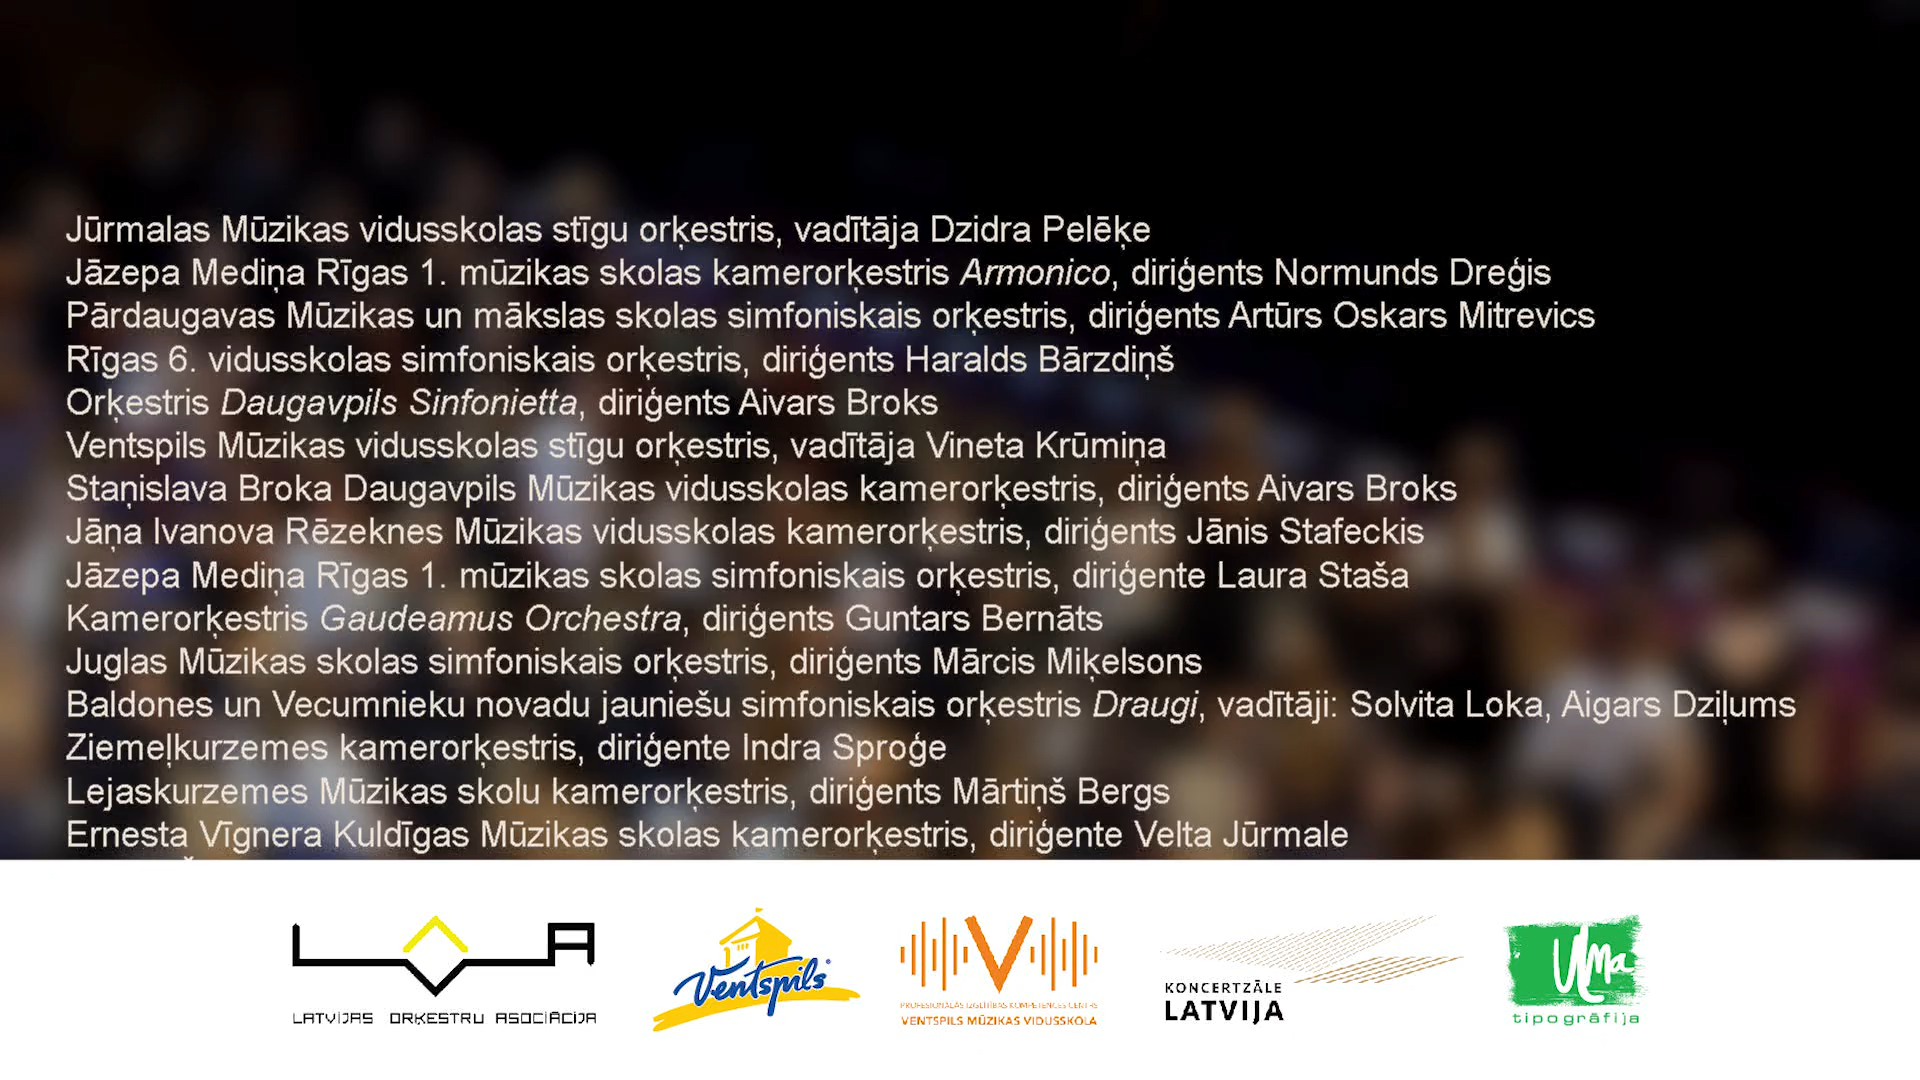 Jūrmalas Mūzikas vidusskolas stīgu orķestris, vadītāja Dzidra Pelēķe
Jāzepa Mediņa Rīgas 1. mūzikas skolas kamerorķestris Armonico, diriģents Normunds Dreģis
Pārdaugavas Mūzikas un mākslas skolas simfoniskais orķestris, diriģents Artūrs Oskars Mitrevics
Rīgas 6. vidusskolas simfoniskais orķestris, diriģents Haralds Bārzdiņš
Orķestris Daugavpils Sinfonietta, diriģents Aivars Broks
Ventspils Mūzikas vidusskolas stīgu orķestris, vadītāja Vineta Krūmiņa
Staņislava Broka Daugavpils Mūzikas vidusskolas kamerorķestris, diriģents Aivars Broks
Jāņa Ivanova Rēzeknes Mūzikas vidusskolas kamerorķestris, diriģents Jānis Stafeckis
Jāzepa Mediņa Rīgas 1. mūzikas skolas simfoniskais orķestris, diriģente Laura Staša
Kamerorķestris Gaudeamus Orchestra, diriģents Guntars Bernāts
Juglas Mūzikas skolas simfoniskais orķestris, diriģents Mārcis Miķelsons
Baldones un Vecumnieku novadu jauniešu simfoniskais orķestris Draugi, vadītāji: Solvita Loka, Aigars Dziļums
Ziemeļkurzemes kamerorķestris, diriģente Indra Sproģe
Lejaskurzemes Mūzikas skolu kamerorķestris, diriģents Mārtiņš Bergs
Ernesta Vīgnera Kuldīgas Mūzikas skolas kamerorķestris, diriģente Velta Jūrmale
L A
LATVIJAS ORĶESTRU ASOCIĀCIJA
Ventspils®
V
PROFESIONĀLĀS IZGLĪTĪBAS KOMPETENCES CENTRS
VENTSPILS MŪZIKAS VIDUSSKOLA
KONCERTZĀLE
LATVIJA
UMa
tipogrāfija